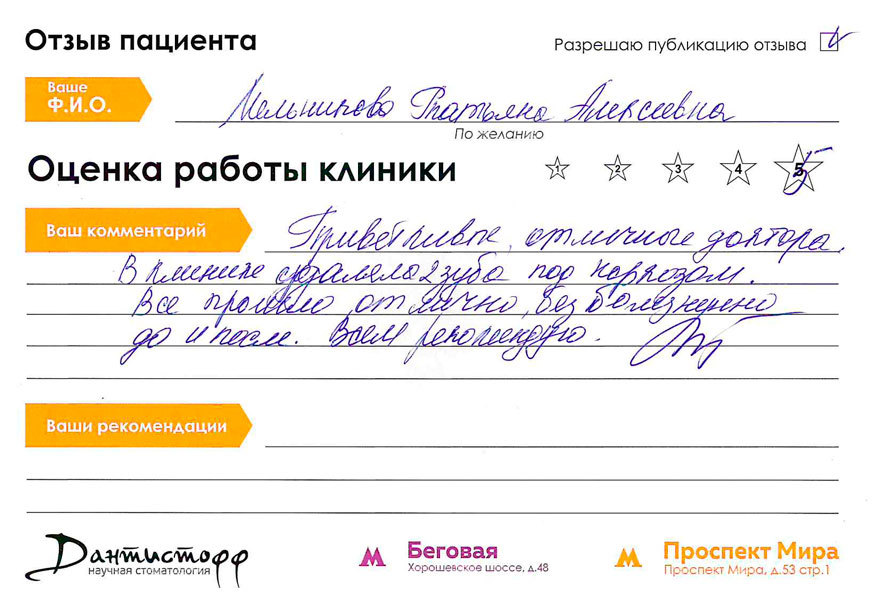 Отзыв пациента
Разрешаю публикацию отзыва
Ваше
Ф.И.О.
Мельникова Татьяна Алексеевна
По желанию
Оценка работы клиники
1 2 3 4 5
Ваш комментарий
Приветливые, отличные доктора.
В клинике удаляла 2 зуба под наркозом.
Все прошло отлично, безболезненно
до и после. Всем рекомендую.
Ваши рекомендации
Дантистофф
научная стоматология
Беговая
Хорошевское шоссе, д.48
Проспект Мира
Проспект Мира, д.53 стр.1